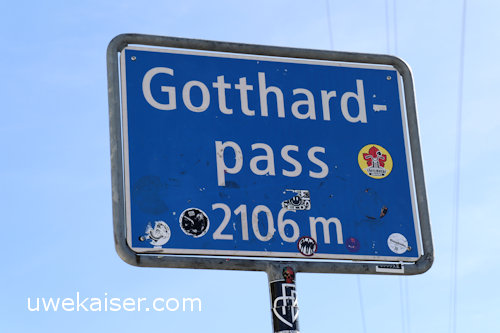 Gotthard-
pass
2106 m
uwekaiser.com